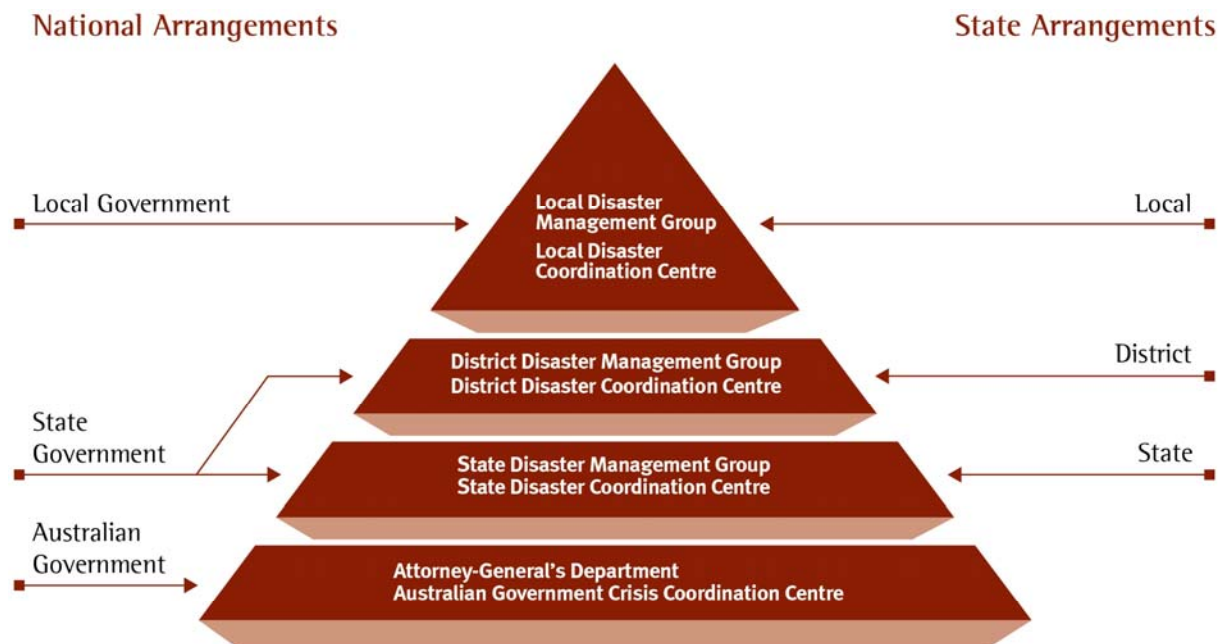 National Arrangements
State Arrangements
Local Government
Local Disaster
Management Group
Local Disaster
Coordination Centre
Local
District Disaster Management Group
District Disaster Coordination Centre
District
State
Government
State Disaster Management Group
State Disaster Coordination Centre
State
Australian
Government
Attorney-General's Department
Australian Government Crisis Coordination Centre